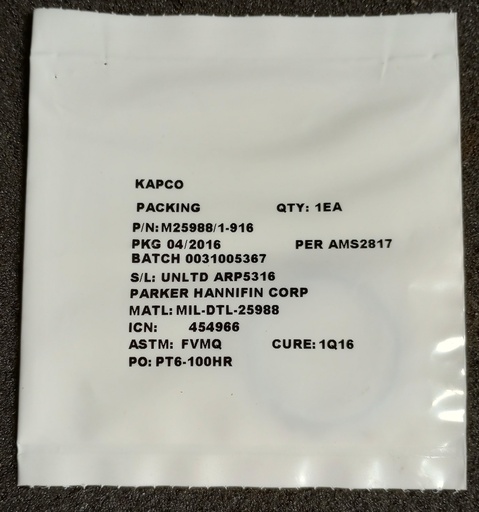 KAPCO
PACKING QTY: 1EA
P/N: M25988/1-916
PKG 04/2016 PER AMS2817
BATCH 0031005367
S/L: UNLTD ARP5316
PARKER HANNIFIN CORP
MATL: MIL-DTL-25988
ICN: 454966
ASTM: FVMQ CURE: 1Q16
PO: PT6-100HR